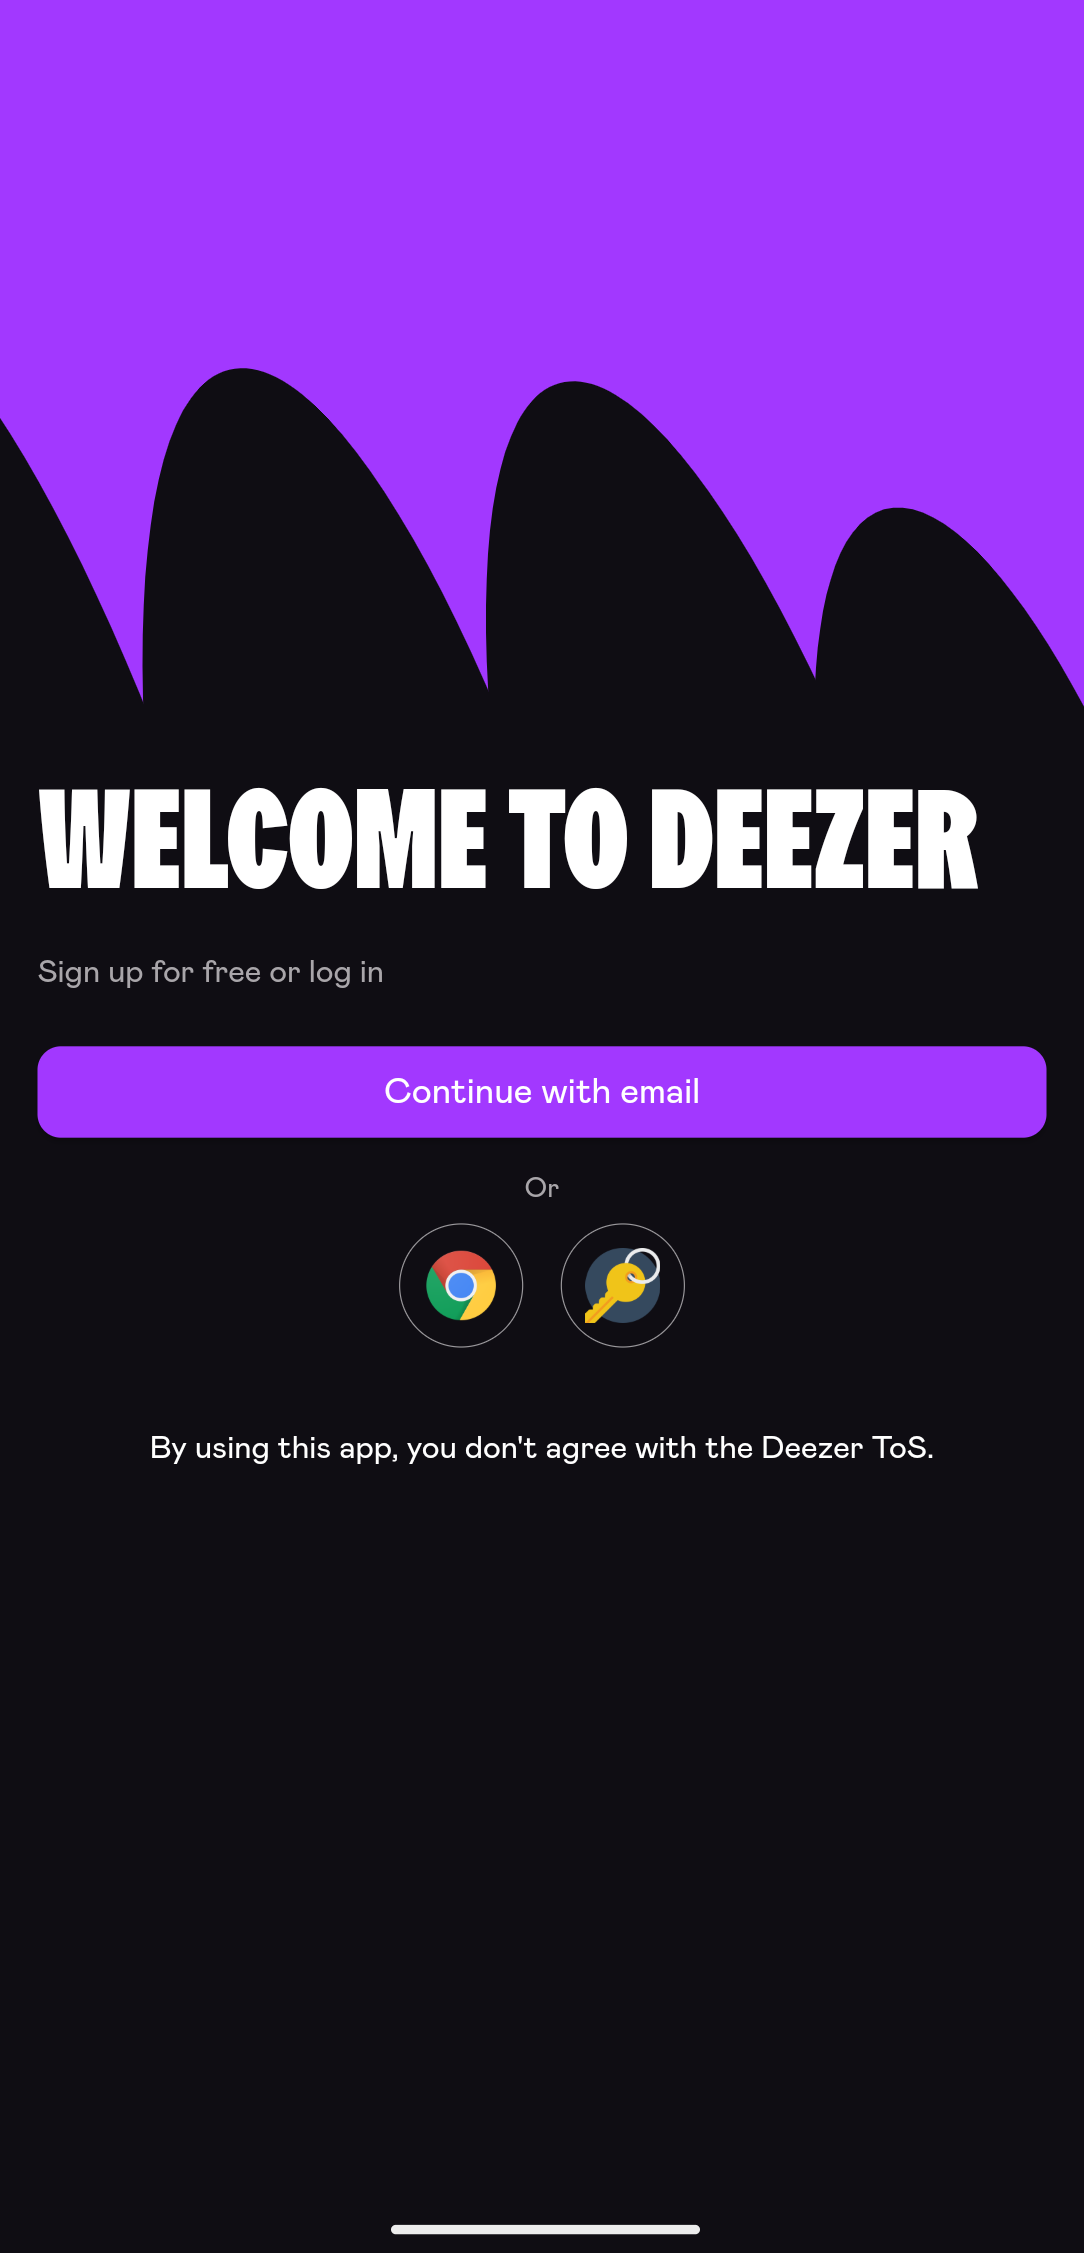 WELCOME TO DEEZER
Sign up for free or log in
Continue with email
Or
By using this app, you don't agree with the Deezer ToS.